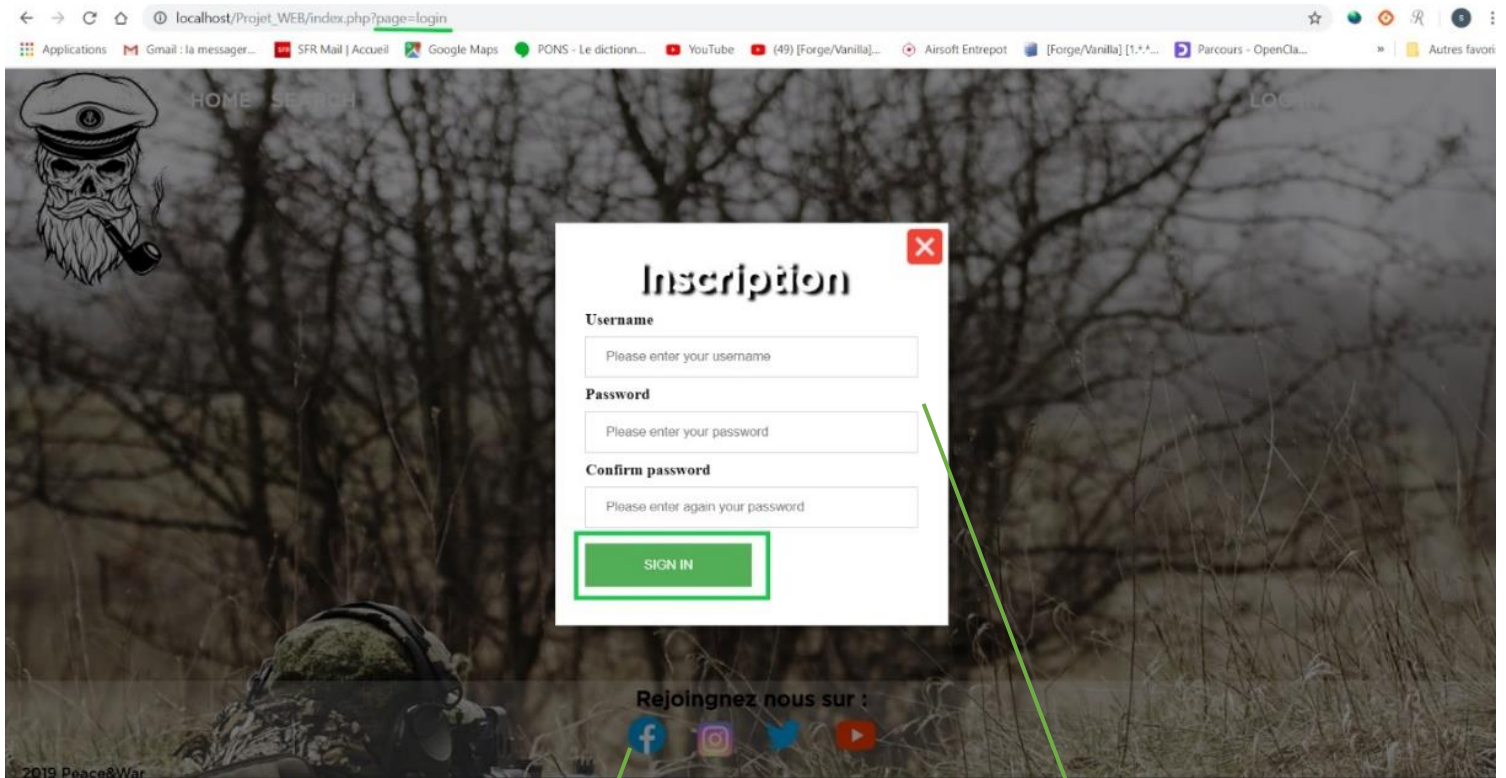 localhost/Projet_WEB/index.php?page=login
Applications Gmail : la messager... SFR Mail | Accueil Google Maps PONS - Le dictionn... YouTube (49) [Forge/Vanilla]... Airsoft Entrepot [Forge/Vanilla] [1.*.*... Parcours - OpenCla... » Autres favoris
HOME SEARCH
Inscription
Username
Please enter your username
Password
Please enter your password
Confirm password
Please enter again your password
SIGN IN
Rejoingnez nous sur :
2019 Peace&War